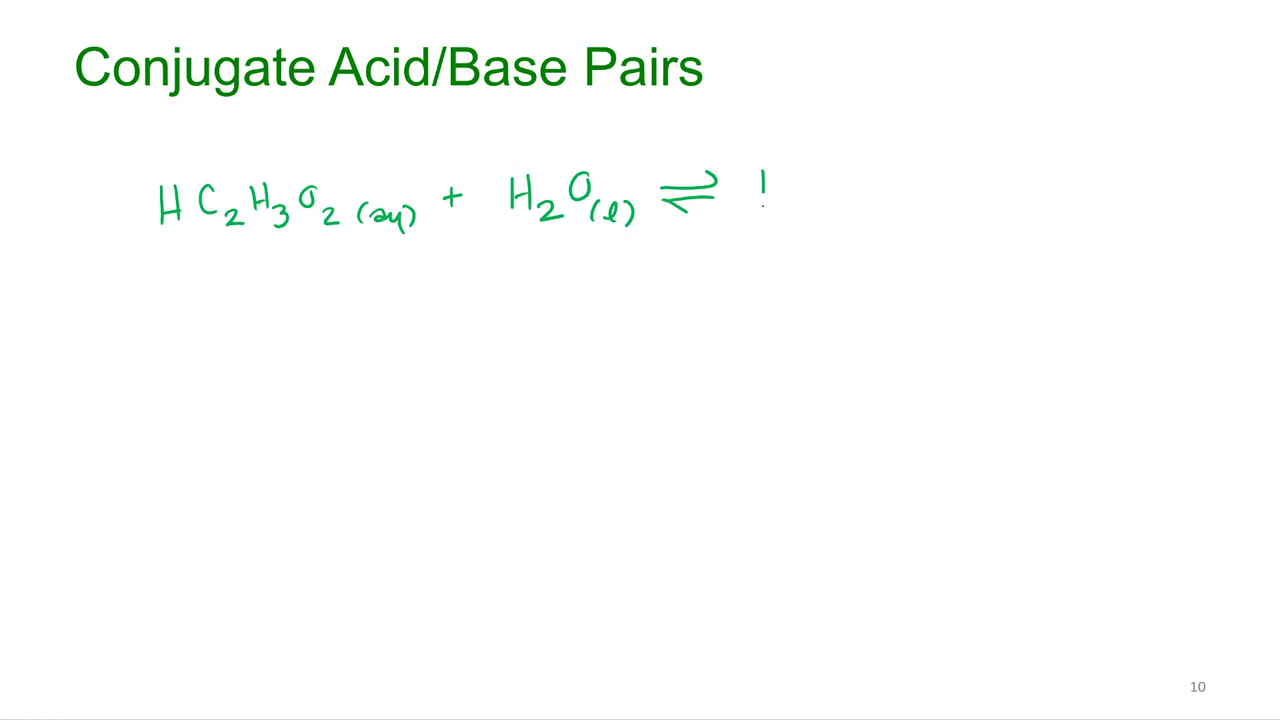 Conjugate Acid/Base Pairs
HC₂H₃O₂ (aq) + H₂O(l) ⇌
10